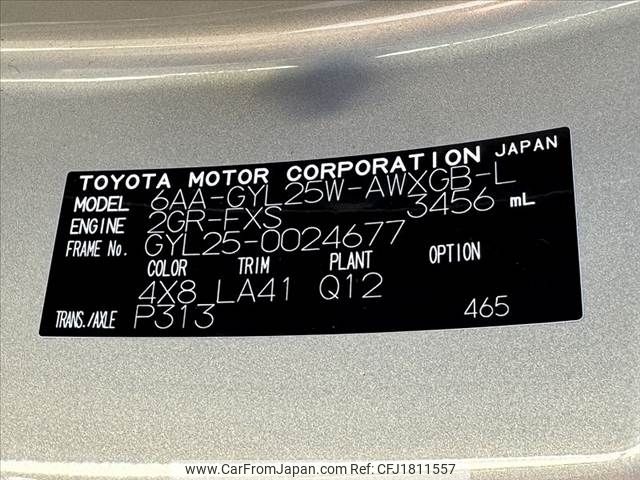 TOYOTA MOTOR CORPORATION JAPAN
MODEL 6AA-GYL25W-AWXGB-L
ENGINE 2GR-FXS 3456 mL
FRAME No. GYL25-0024677
COLOR TRIM PLANT OPTION
4X8 LA41 Q12
TRANS./AXLE P313 465
www.CarFromJapan.com Ref No: CFJ1811557